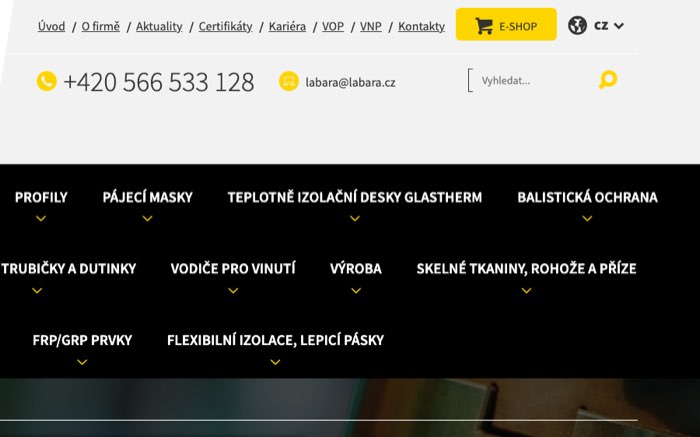 Úvod / O firmě / Aktuality / Certifikáty / Kariéra / VOP / VNP / Kontakty E-SHOP CZ
+420 566 533 128 labara@labara.cz Vyhledat...
PROFILY PÁJECÍ MASKY TEPLOTNĚ IZOLAČNÍ DESKY GLASTHERM BALISTICKÁ OCHRANA
TRUBIČKY A DUTINKY VODIČE PRO VINUTÍ VÝROBA SKELNÉ TKANINY, ROHOŽE A PŘÍZE
FRP/GRP PRVKY FLEXIBILNÍ IZOLACE, LEPICÍ PÁSKY